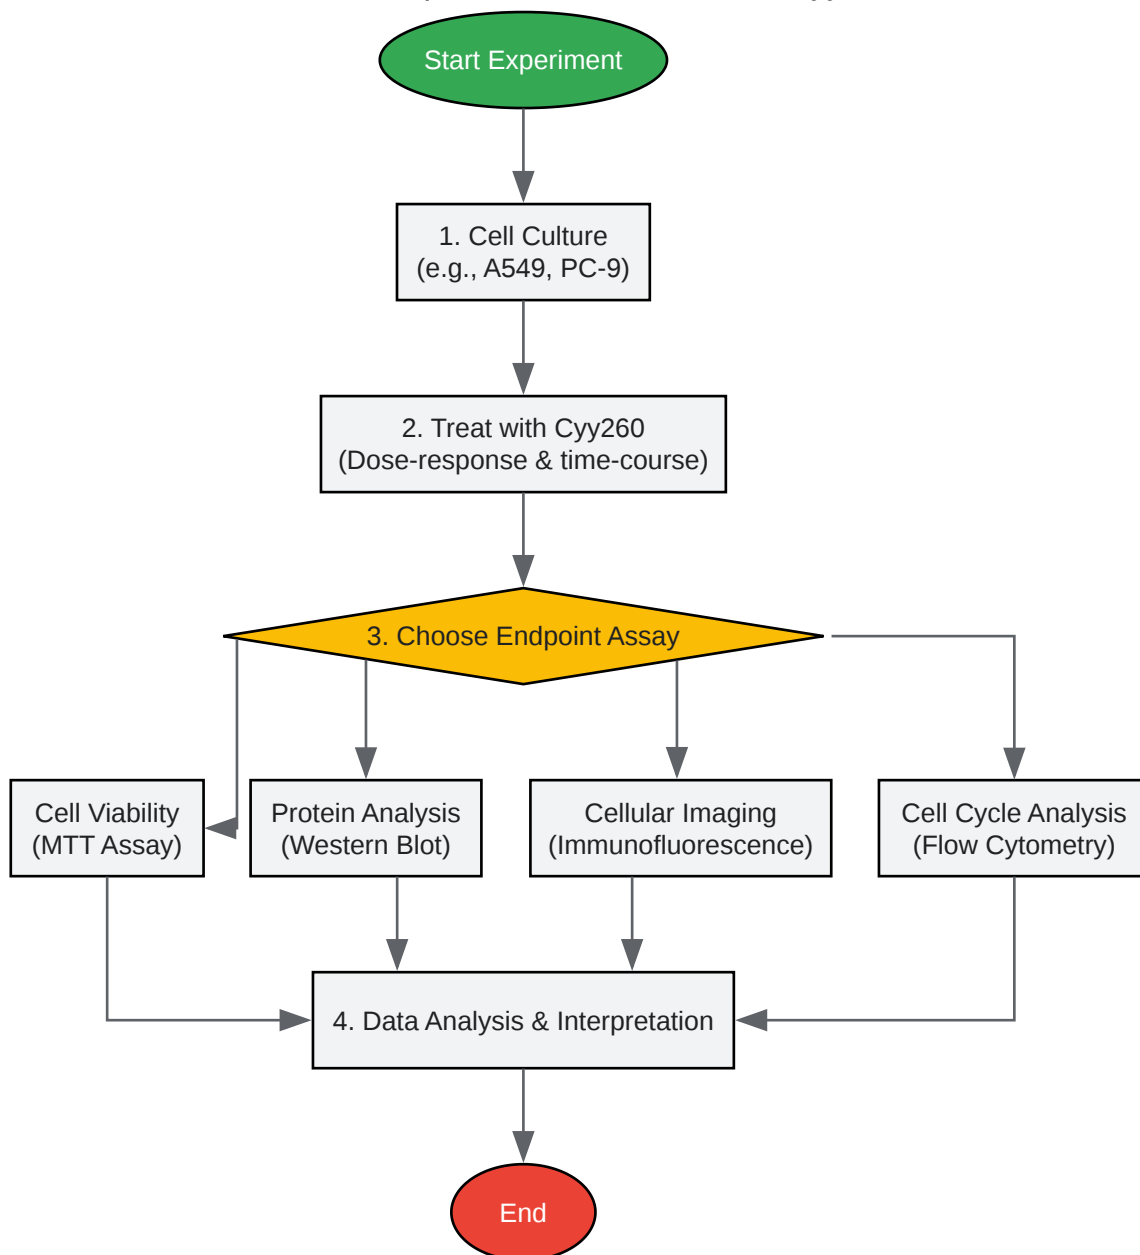 Start Experiment
1. Cell Culture
(e.g., A549, PC-9)
2. Treat with Cyy260
(Dose-response & time-course)
3. Choose Endpoint Assay
Cell Viability
(MTT Assay)
Protein Analysis
(Western Blot)
Cellular Imaging
(Immunofluorescence)
Cell Cycle Analysis
(Flow Cytometry)
4. Data Analysis & Interpretation
End